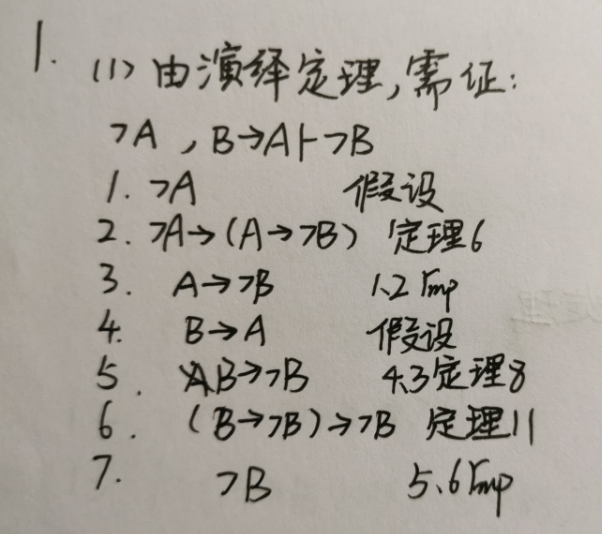 1. (1) 由演绎定理,需证:
¬A , B→A⊢¬B
1. ¬A 假设
2. ¬A→(A→¬B) 定理6
3. A→¬B 1.2 rmp
4. B→A 假设
5. B→¬B 4.3定理8
6. (B→¬B)→¬B 定理11
7. ¬B 5.6 rmp